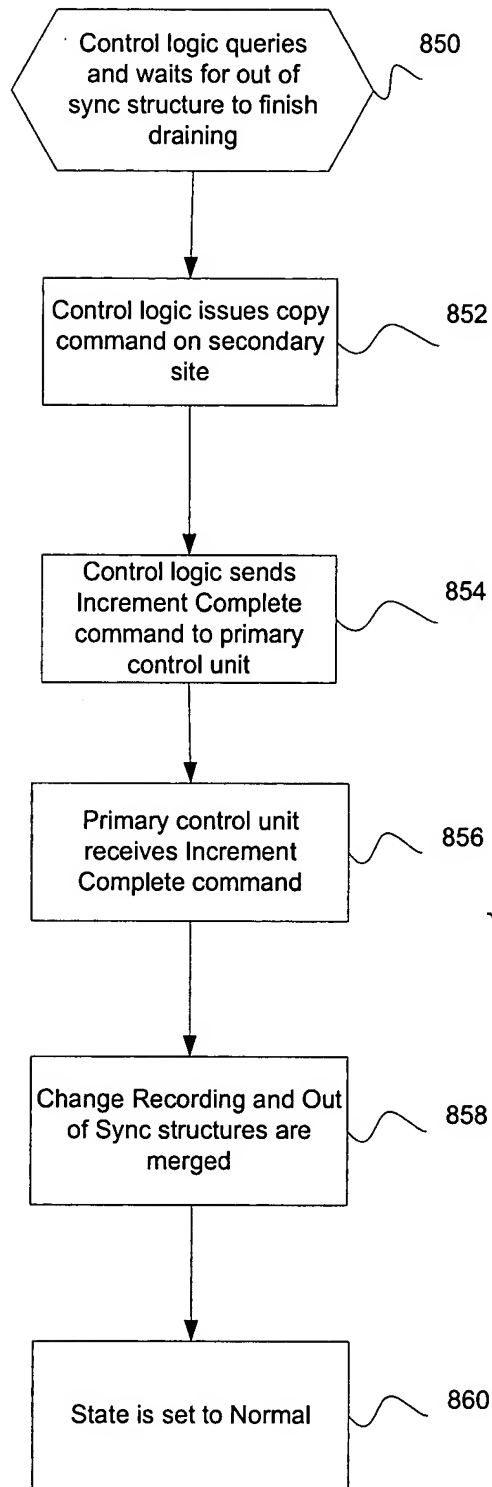 Control logic queries
and waits for out of
sync structure to finish
draining
850
Control logic issues copy
command on secondary
site
852
Control logic sends
Increment Complete
command to primary
control unit
854
Primary control unit
receives Increment
Complete command
856
Change Recording and Out
of Sync structures are
merged
858
State is set to Normal
860